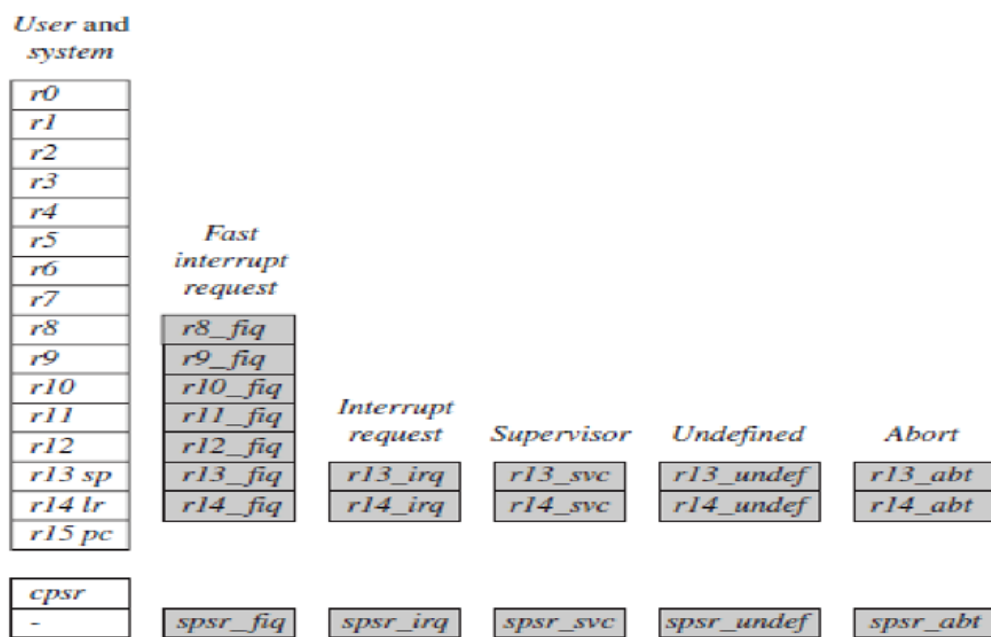 User and
system
r0
r1
r2
r3
r4
r5
r6
r7
r8
r9
r10
r11
r12
r13 sp
r14 lr
r15 pc
cpsr
-
Fast
interrupt
request
r8_fiq
r9_fiq
r10_fiq
r11_fiq
r12_fiq
r13_fiq
r14_fiq
spsr_fiq
Interrupt
request
r13_irq
r14_irq
spsr_irq
Supervisor
r13_svc
r14_svc
spsr_svc
Undefined
r13_undef
r14_undef
spsr_undef
Abort
r13_abt
r14_abt
spsr_abt